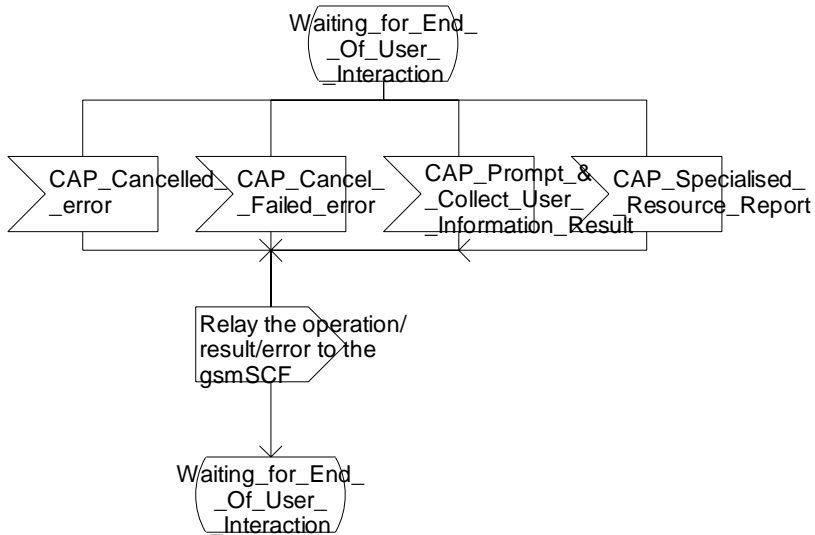 Waiting_for_End_
_Of_User_
_Interaction
CAP_Cancelled_
_error
CAP_Cancel_
_Failed_error
CAP_Prompt_&
_Collect_User_
_Information_Result
CAP_Specialised_
_Resource_Report
Relay the operation/
result/error to the
gsmSCF
Waiting_for_End_
_Of_User_
_Interaction